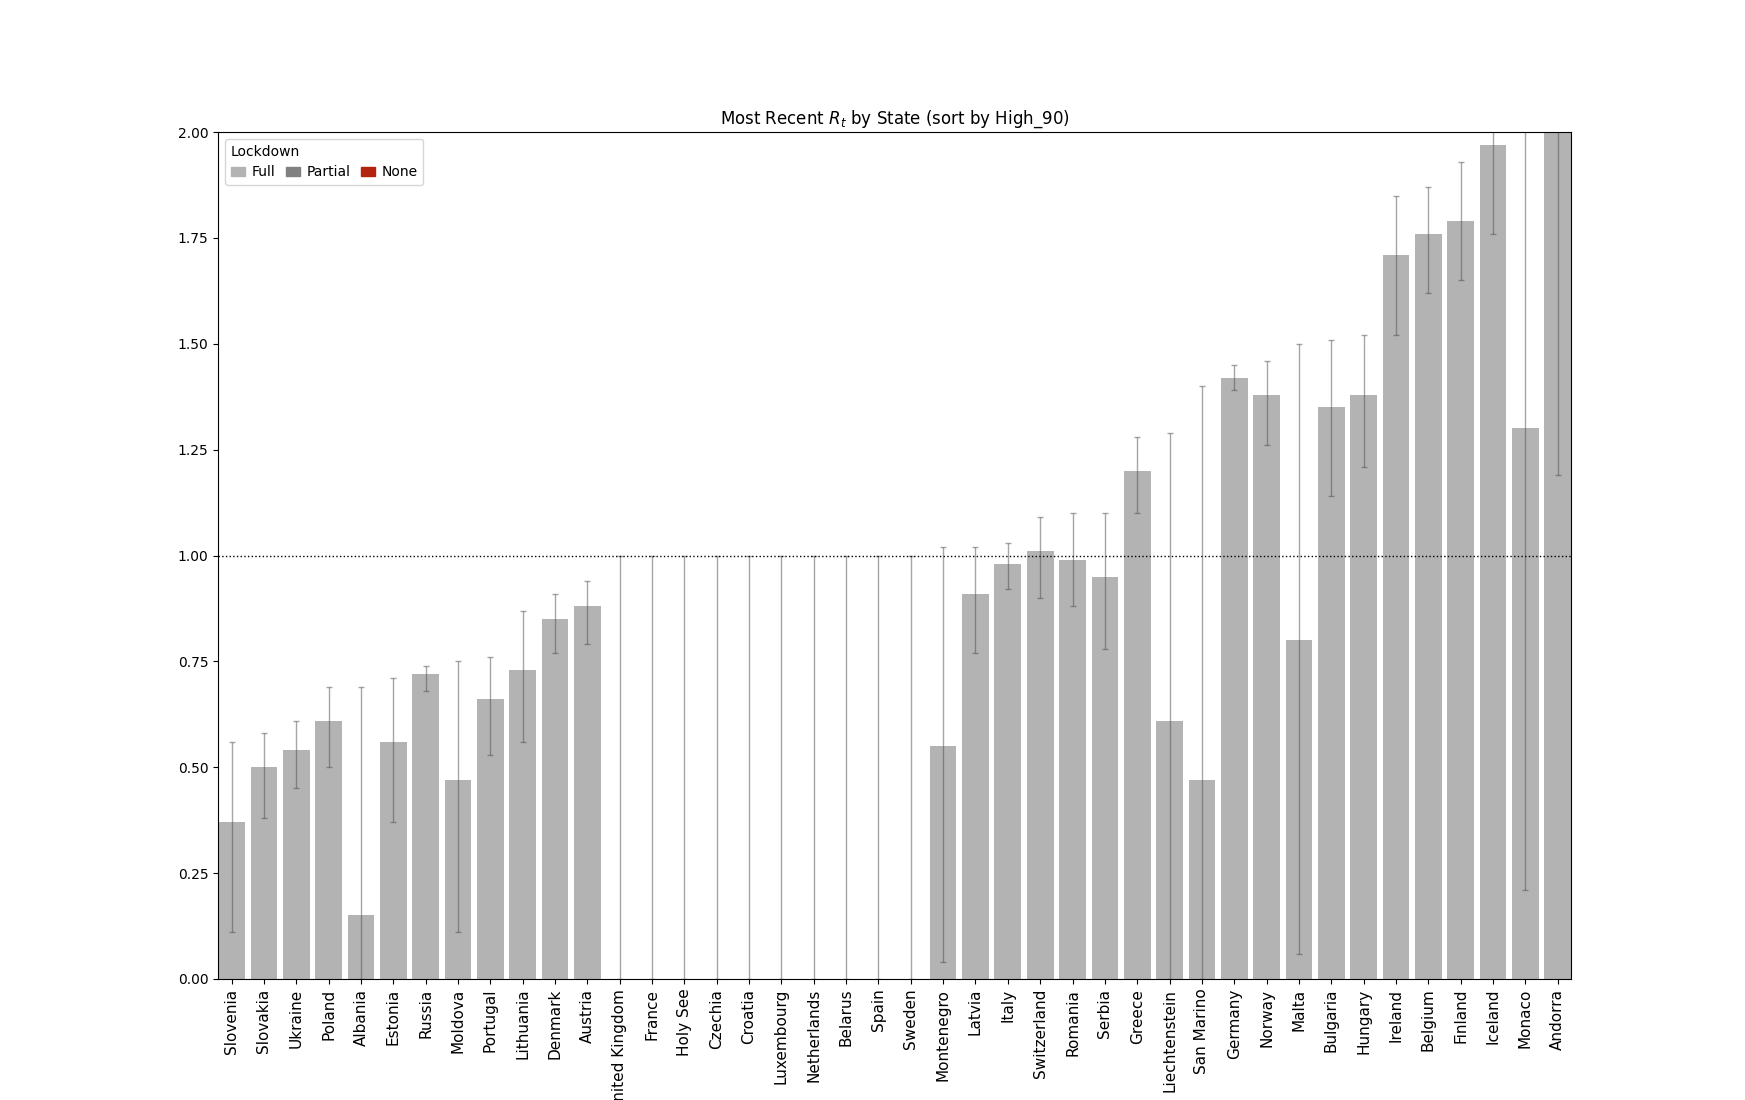 Most Recent Rt by State (sort by High_90)
2.00
Lockdown
Full Partial None
1.75
1.50
1.25
1.00
0.75
0.50
0.25
0.00
Slovenia
Slovakia
Ukraine
Poland
Albania
Estonia
Russia
Moldova
Portugal
Lithuania
Denmark
Austria
nited Kingdom
France
Holy See
Czechia
Croatia
Luxembourg
Netherlands
Belarus
Spain
Sweden
Montenegro
Latvia
Italy
Switzerland
Romania
Serbia
Greece
Liechtenstein
San Marino
Germany
Norway
Malta
Bulgaria
Hungary
Ireland
Belgium
Finland
Iceland
Monaco
Andorra